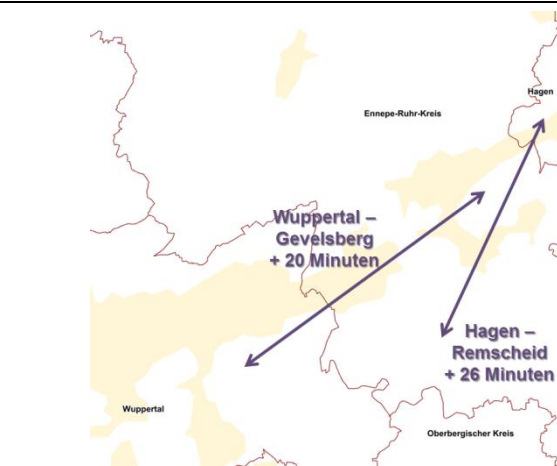 Hagen
Ennepe-Ruhr-Kreis
Wuppertal –
Gevelsberg
+ 20 Minuten
Hagen –
Remscheid
+ 26 Minuten
Wuppertal
Oberbergischer Kreis